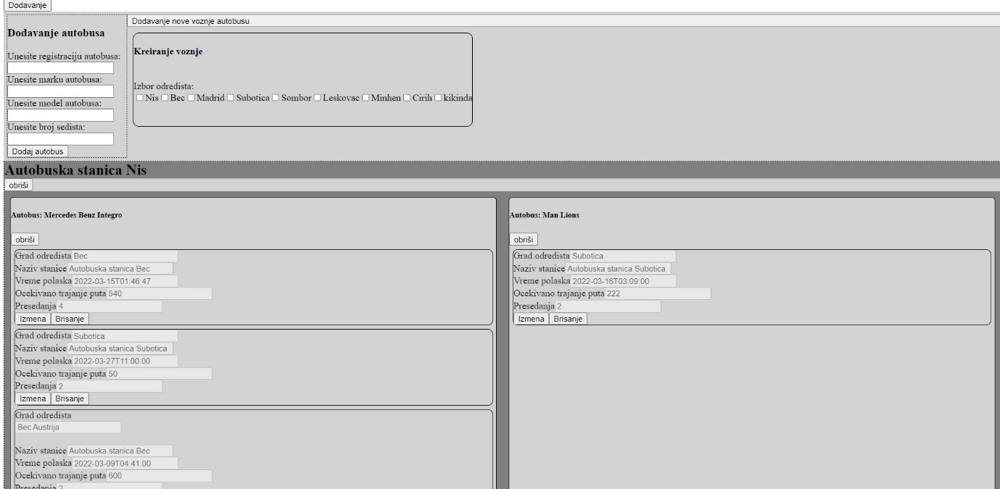 Dodavanje
Dodavanje autobusa
Unesite registraciju autobusa:
Unesite marku autobusa:
Unesite model autobusa:
Unesite broj sedista:
Dodaj autobus
Dodavanje nove voznje autobusu
Kreiranje voznje
Izbor odredista:
Nis Bec Madrid Subotica Sombor Leskovac Minhen Cirih kikinda
Autobuska stanica Nis
obriši
Autobus: Mercedes Benz Integro
obriši
Grad odredista Bec
Naziv stanice Autobuska stanica Bec
Vreme polaska 2022-03-15T01:46:47
Ocekivano trajanje puta 540
Presedanja 4
Izmena Brisanje
Grad odredista Subotica
Naziv stanice Autobuska stanica Subotica
Vreme polaska 2022-03-27T11:00:00
Ocekivano trajanje puta 50
Presedanja 2
Izmena Brisanje
Grad odredista
Bec Austrija
Naziv stanice Autobuska stanica Bec
Vreme polaska 2022-03-09T04:41:00
Ocekivano trajanje puta 600
Presedanja 2
Autobus: Man Lions
obriši
Grad odredista Subotica
Naziv stanice Autobuska stanica Subotica
Vreme polaska 2022-03-16T03:09:00
Ocekivano trajanje puta 222
Presedanja 2
Izmena Brisanje